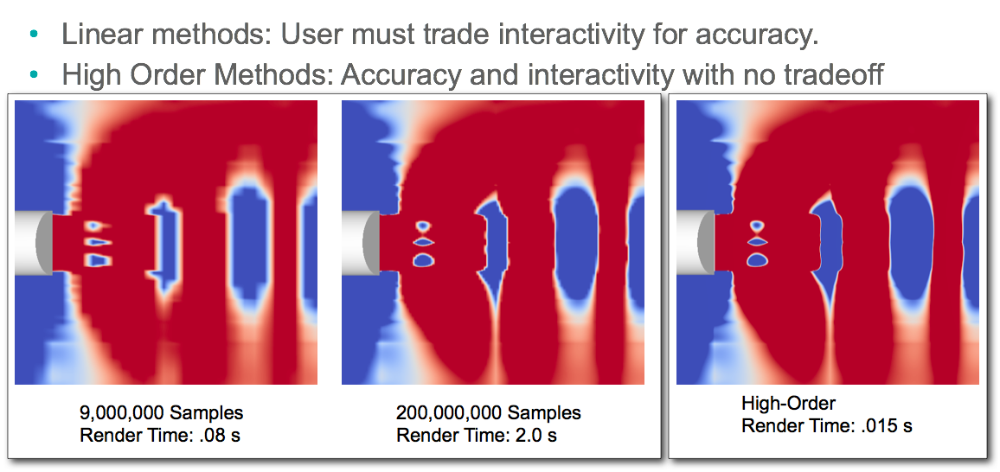 • Linear methods: User must trade interactivity for accuracy.
• High Order Methods: Accuracy and interactivity with no tradeoff
9,000,000 Samples
Render Time: .08 s
200,000,000 Samples
Render Time: 2.0 s
High-Order
Render Time: .015 s